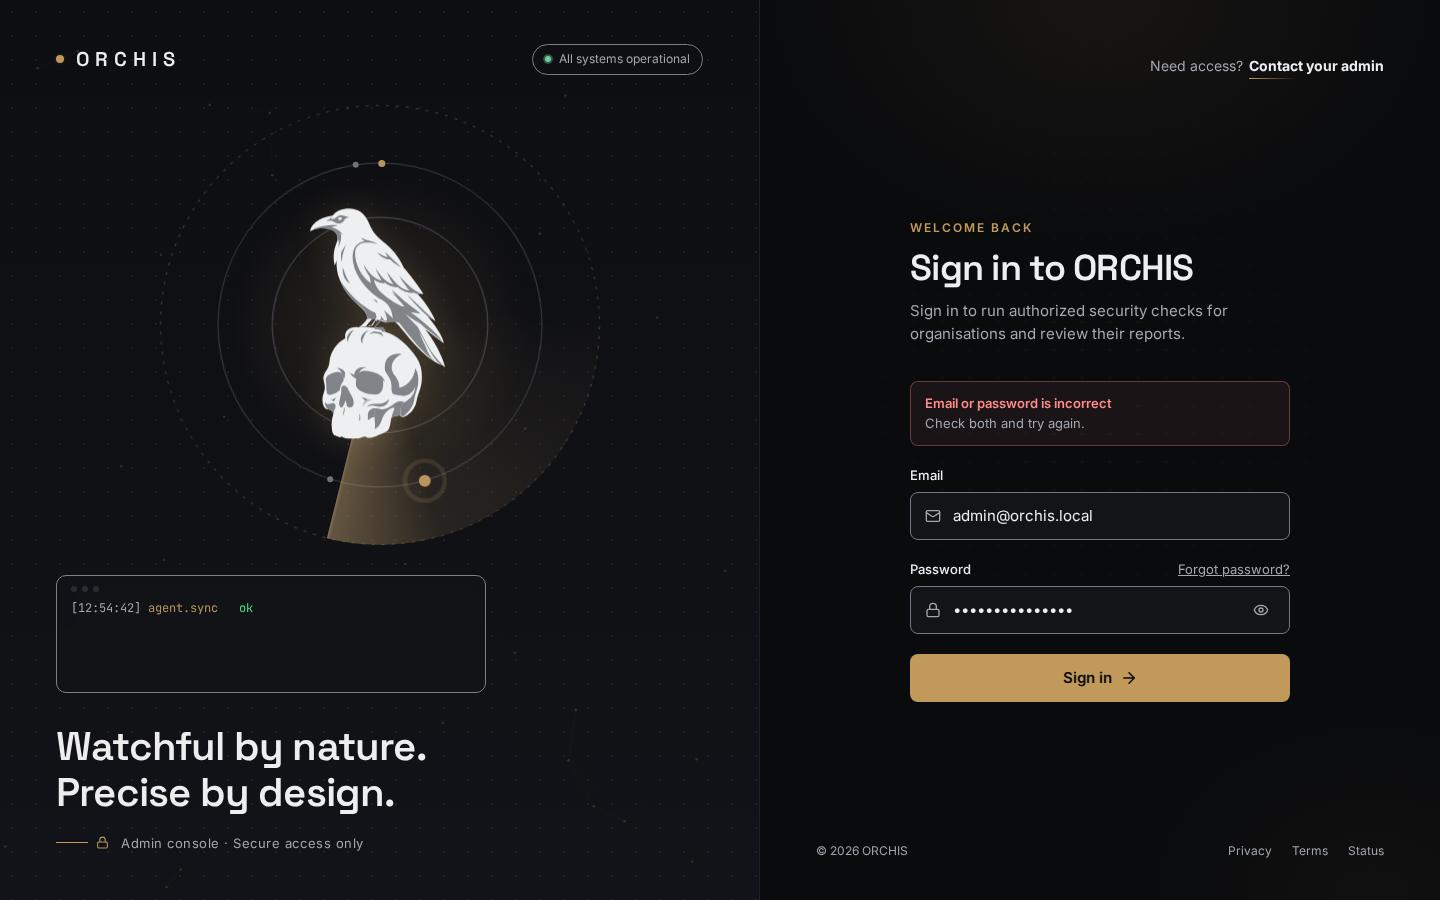 ORCHIS
All systems operational
[12:54:42] agent.sync ok
Watchful by nature.
Precise by design.
Admin console · Secure access only
Need access? Contact your admin
WELCOME BACK
Sign in to ORCHIS
Sign in to run authorized security checks for
organisations and review their reports.
Email or password is incorrect
Check both and try again.
Email
admin@orchis.local
Password Forgot password?
•••••••••••••••
Sign in →
© 2026 ORCHIS
Privacy Terms Status